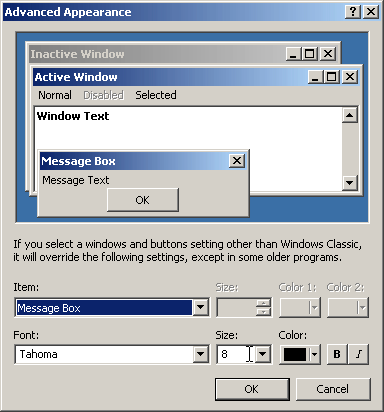 Advanced Appearance
Inactive Window
Active Window
Normal Disabled Selected
Window Text
Message Box
Message Text
OK
If you select a windows and buttons setting other than Windows Classic,
it will override the following settings, except in some older programs.
Item: Size: Color 1: Color 2:
Message Box
Font: Size: Color:
Tahoma 8 B I
OK Cancel